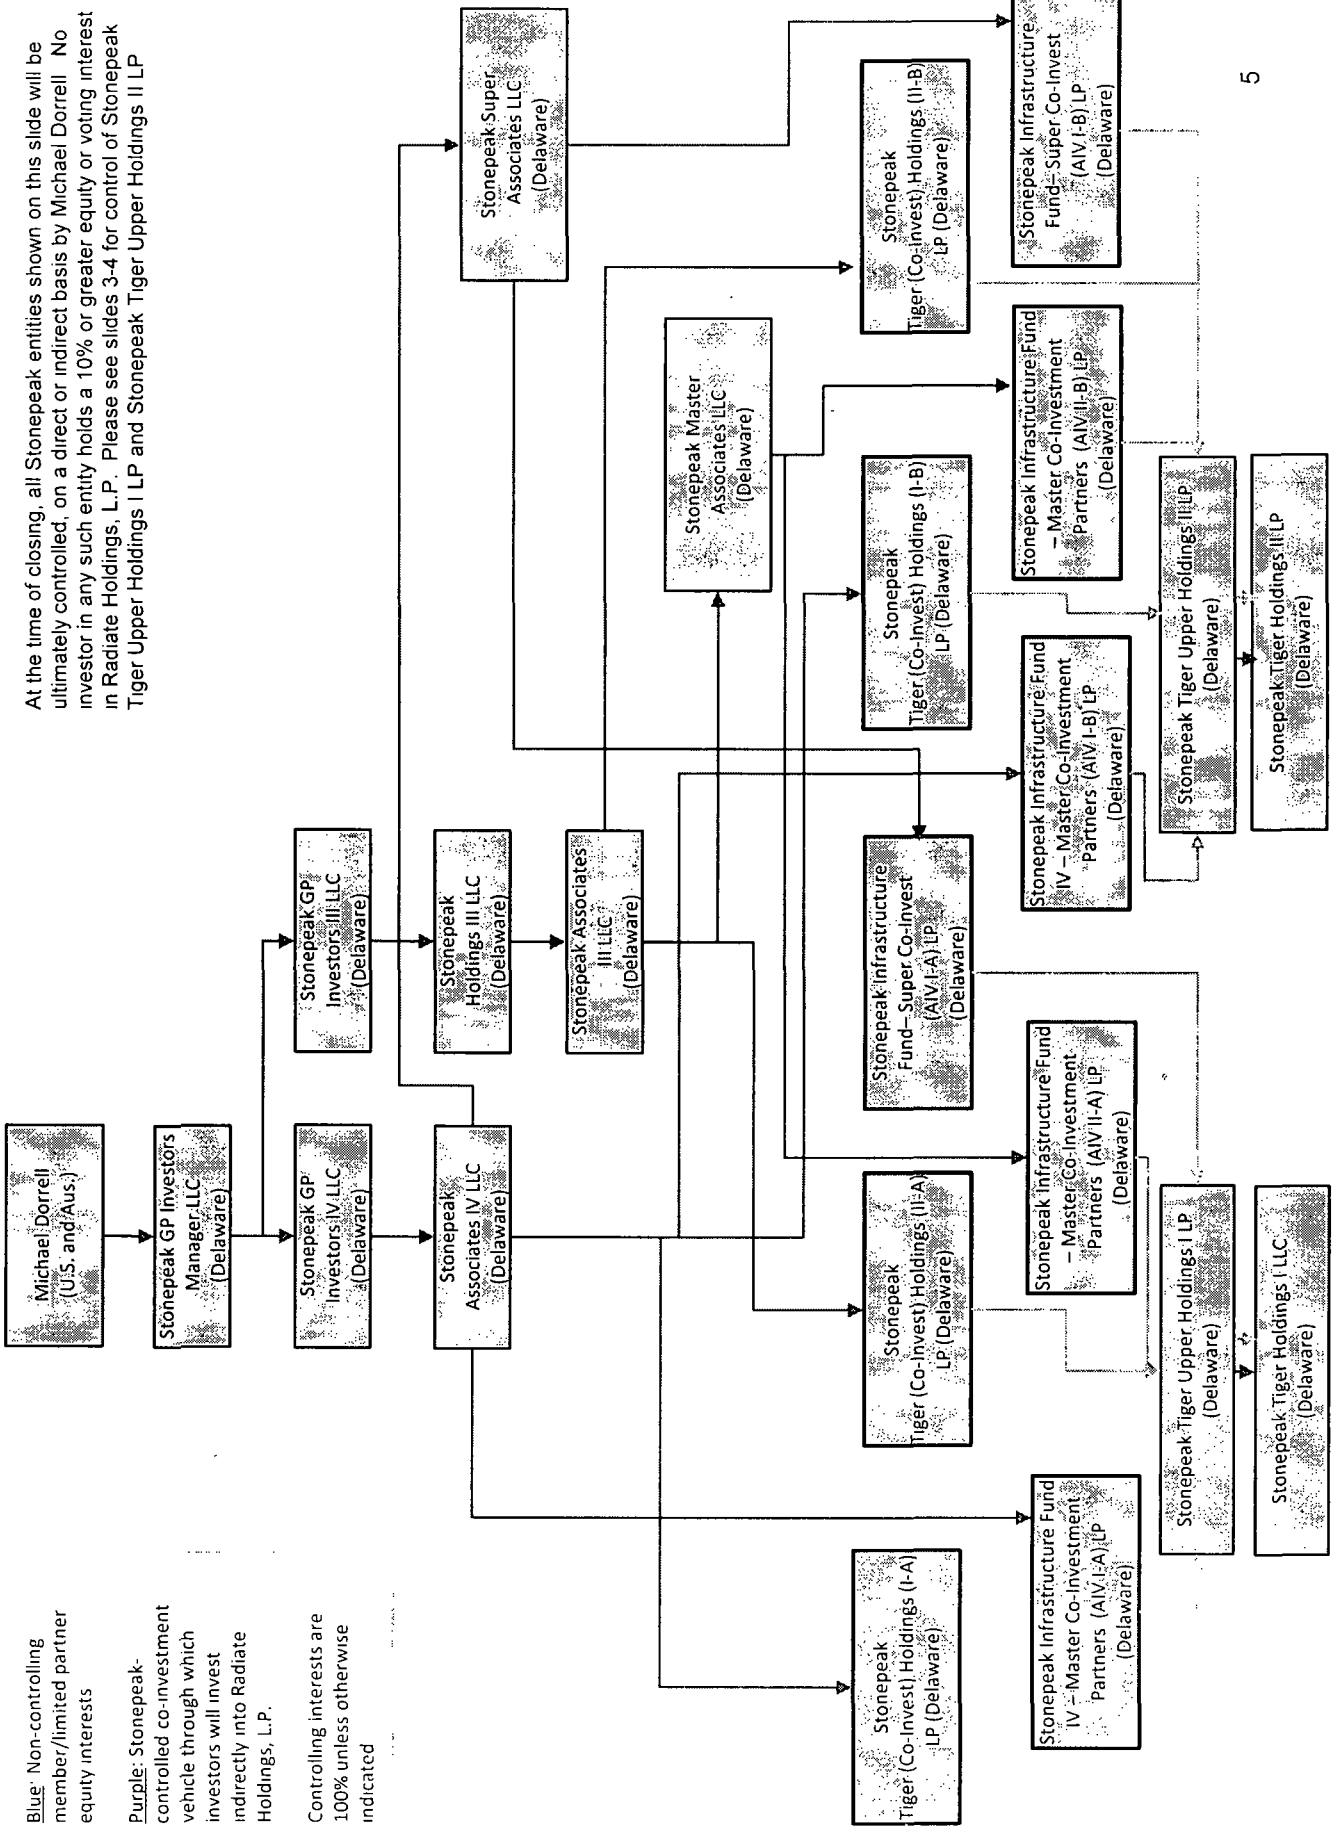 Blue: Non-controlling
member/limited partner
equity interests
Purple: Stonepeak-
controlled co-investment
vehicle through which
investors will invest
indirectly into Radiate
Holdings, L.P.
Controlling interests are
100% unless otherwise
indicated
At the time of closing, all Stonepeak entities shown on this slide will be
ultimately controlled, on a direct or indirect basis by Michael Dorrell No
investor in any such entity holds a 10% or greater equity or voting interest
in Radiate Holdings, L.P. Please see slides 3-4 for control of Stonepeak
Tiger Upper Holdings I LP and Stonepeak Tiger Upper Holdings II LP
Michael Dorrell
(U.S. and Aus.)
Stonepeak GP Investors
Manager LLC
(Delaware)
Stonepeak GP
Investors IV LLC
(Delaware)
Stonepeak GP
Investors III LLC
(Delaware)
Stonepeak
Associates IV LLC
(Delaware)
Stonepeak
Holdings III LLC
(Delaware)
Stonepeak Super
Associates LLC
(Delaware)
Stonepeak Associates
III LLC
(Delaware)
Stonepeak Master
Associates LLC
(Delaware)
Stonepeak
Tiger (Co-Invest) Holdings (I-A)
LP (Delaware)
Stonepeak
Tiger (Co-Invest) Holdings (II-A)
LP (Delaware)
Stonepeak Infrastructure
Fund– Super Co-Invest
(AIV I-A) LP
(Delaware)
Stonepeak
Tiger (Co-Invest) Holdings (I-B)
LP (Delaware)
Stonepeak
Tiger (Co-Invest) Holdings (II-B)
LP (Delaware)
Stonepeak Infrastructure Fund
IV – Master Co-Investment
Partners (AIV I-A) LP
(Delaware)
Stonepeak Infrastructure Fund
– Master Co-Investment
Partners (AIV II-A) LP
(Delaware)
Stonepeak Infrastructure Fund
IV – Master Co-Investment
Partners (AIV I-B) LP
(Delaware)
Stonepeak Infrastructure Fund
– Master Co-Investment
Partners (AIV II-B) LP
(Delaware)
Stonepeak Infrastructure
Fund– Super Co-Invest
(AIV I-B) LP
(Delaware)
Stonepeak Tiger Upper Holdings I LP
(Delaware)
Stonepeak Tiger Upper Holdings II LP
(Delaware)
Stonepeak Tiger Holdings I LLC
(Delaware)
Stonepeak Tiger Holdings II LP
(Delaware)
5